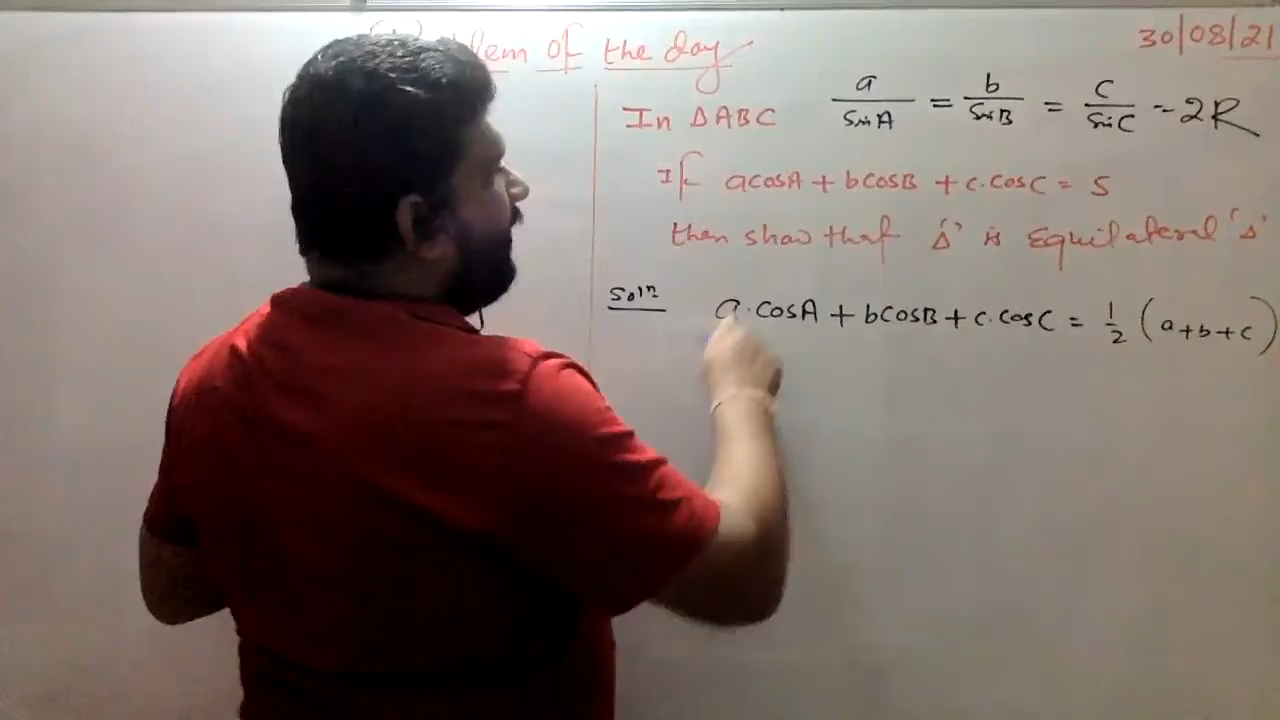 of the day
30/08/21
In ΔABC a/SinA = b/SinB = c/SinC = 2R
If acosA + bcosB + c.cosC = s
then show that 'Δ' is Equilateral 'Δ'
Sol^n a.cosA + bcosB + c.cosC = 1/2 (a+b+c)